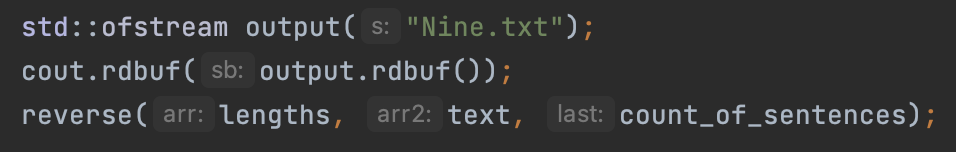 std::ofstream output( s: "Nine.txt");
cout.rdbuf( sb: output.rdbuf());
reverse( arr: lengths, arr2: text, last: count_of_sentences);